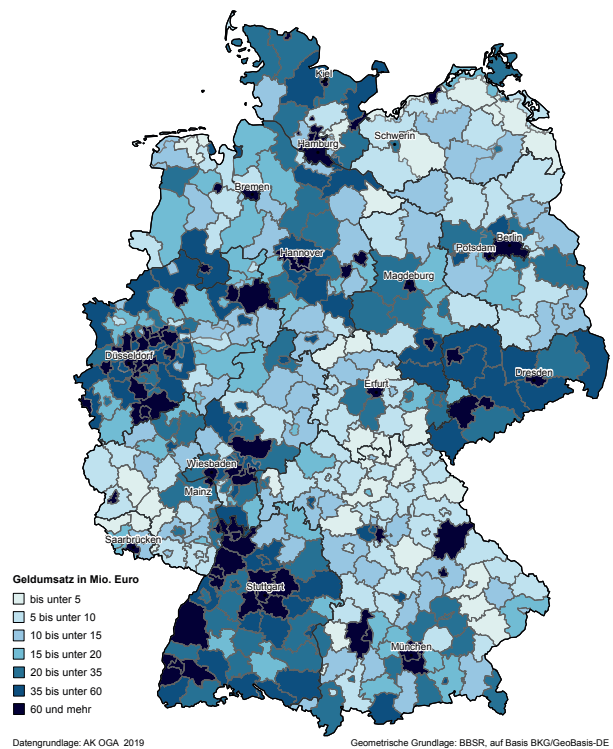 Kiel
Schwerin
Hamburg
Bremen
Berlin
Potsdam
Hannover
Magdeburg
Düsseldorf
Dresden
Erfurt
Wiesbaden
Mainz
Saarbrücken
Stuttgart
München
Geldumsatz in Mio. Euro
bis unter 5
5 bis unter 10
10 bis unter 15
15 bis unter 20
20 bis unter 35
35 bis unter 60
60 und mehr
Datengrundlage: AK OGA 2019
Geometrische Grundlage: BBSR, auf Basis BKG/GeoBasis-DE